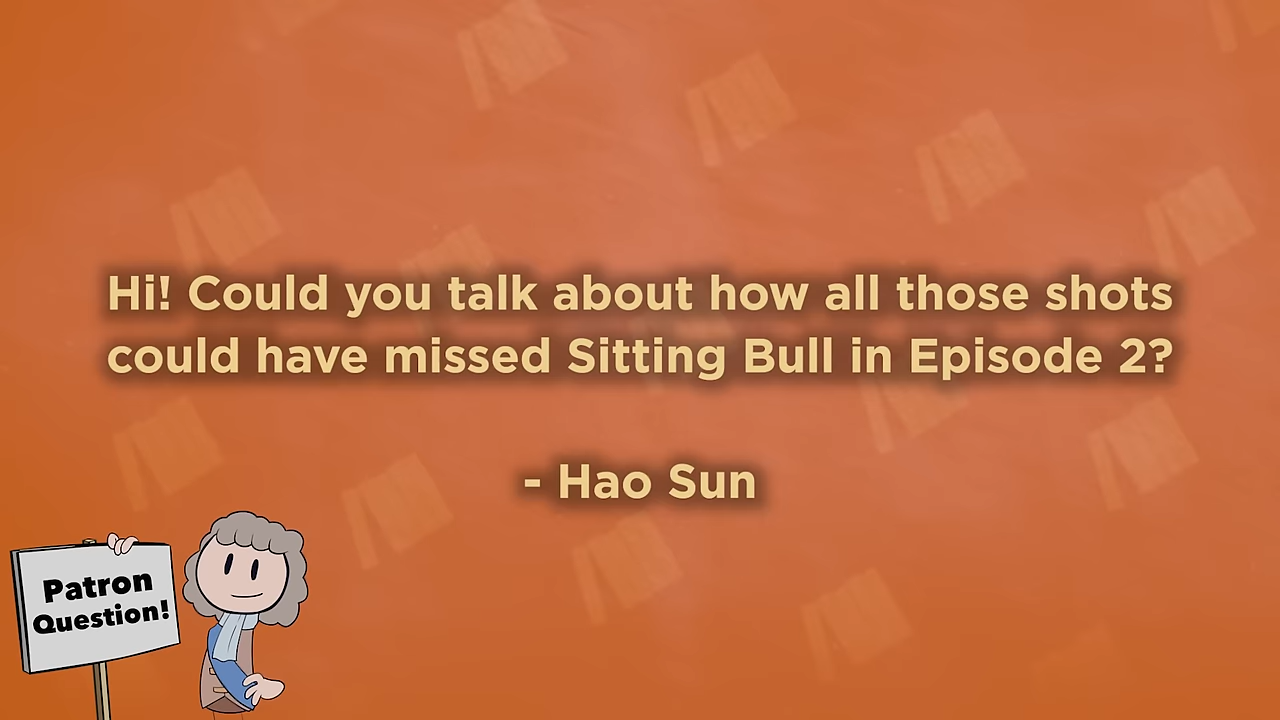 Hi! Could you talk about how all those shots
could have missed Sitting Bull in Episode 2?
- Hao Sun
Patron
Question!